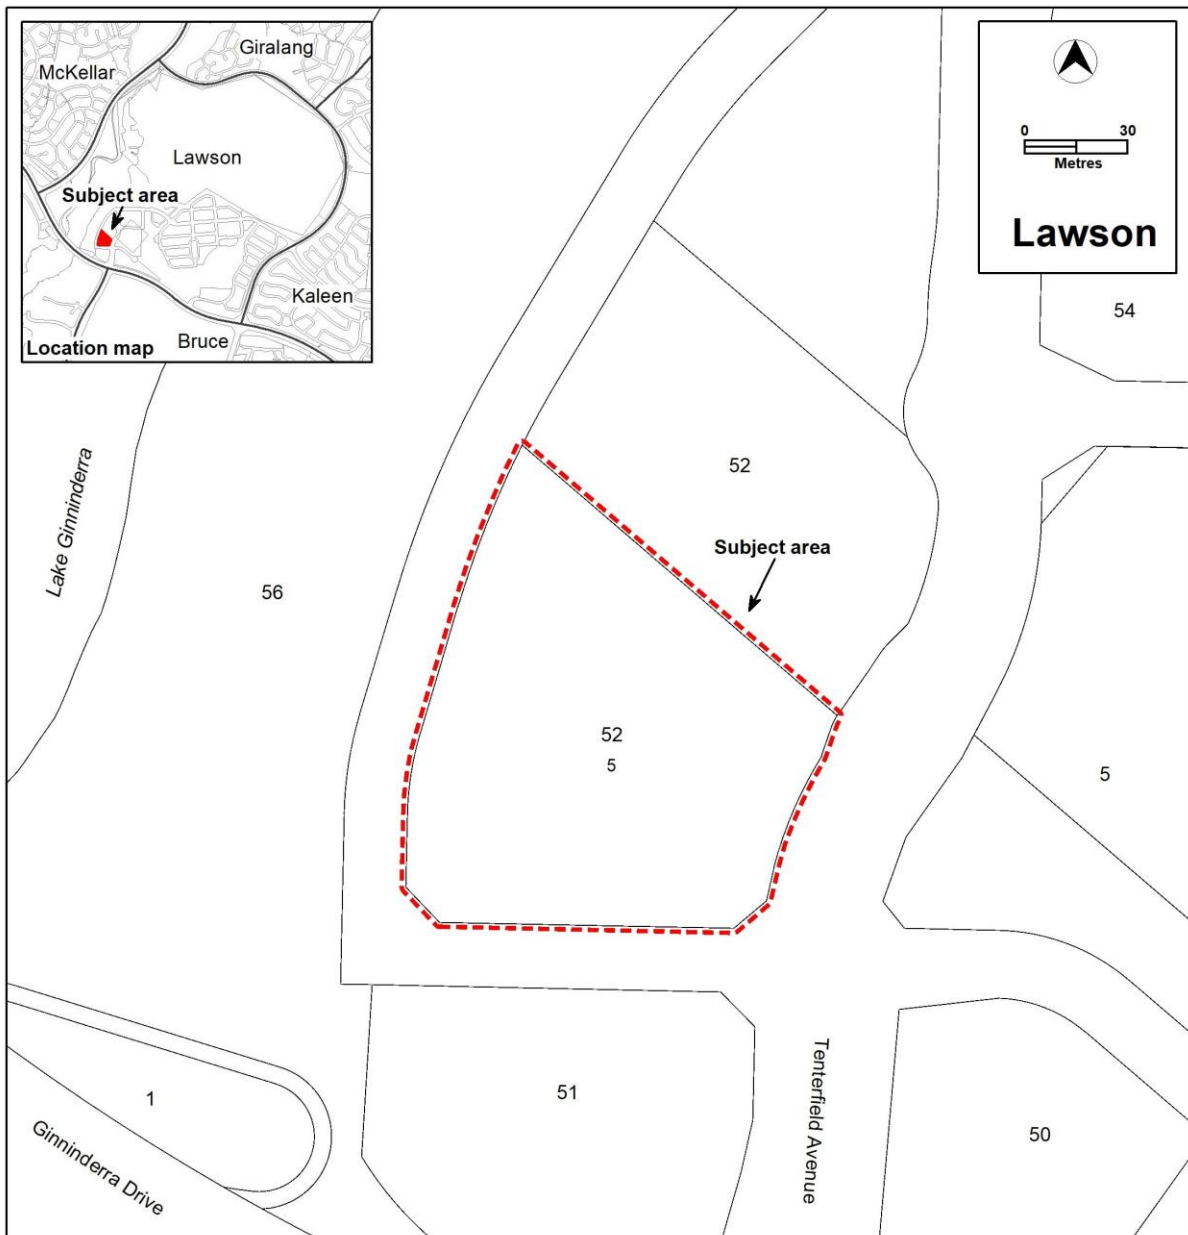 Giralang
McKellar
Lawson
Subject area
Kaleen
Bruce
Location map
0 30
Metres
Lawson
54
52
Subject area
Lake Ginninderra
56
52
5
5
Tenterfield Avenue
51
1
50
Ginninderra Drive